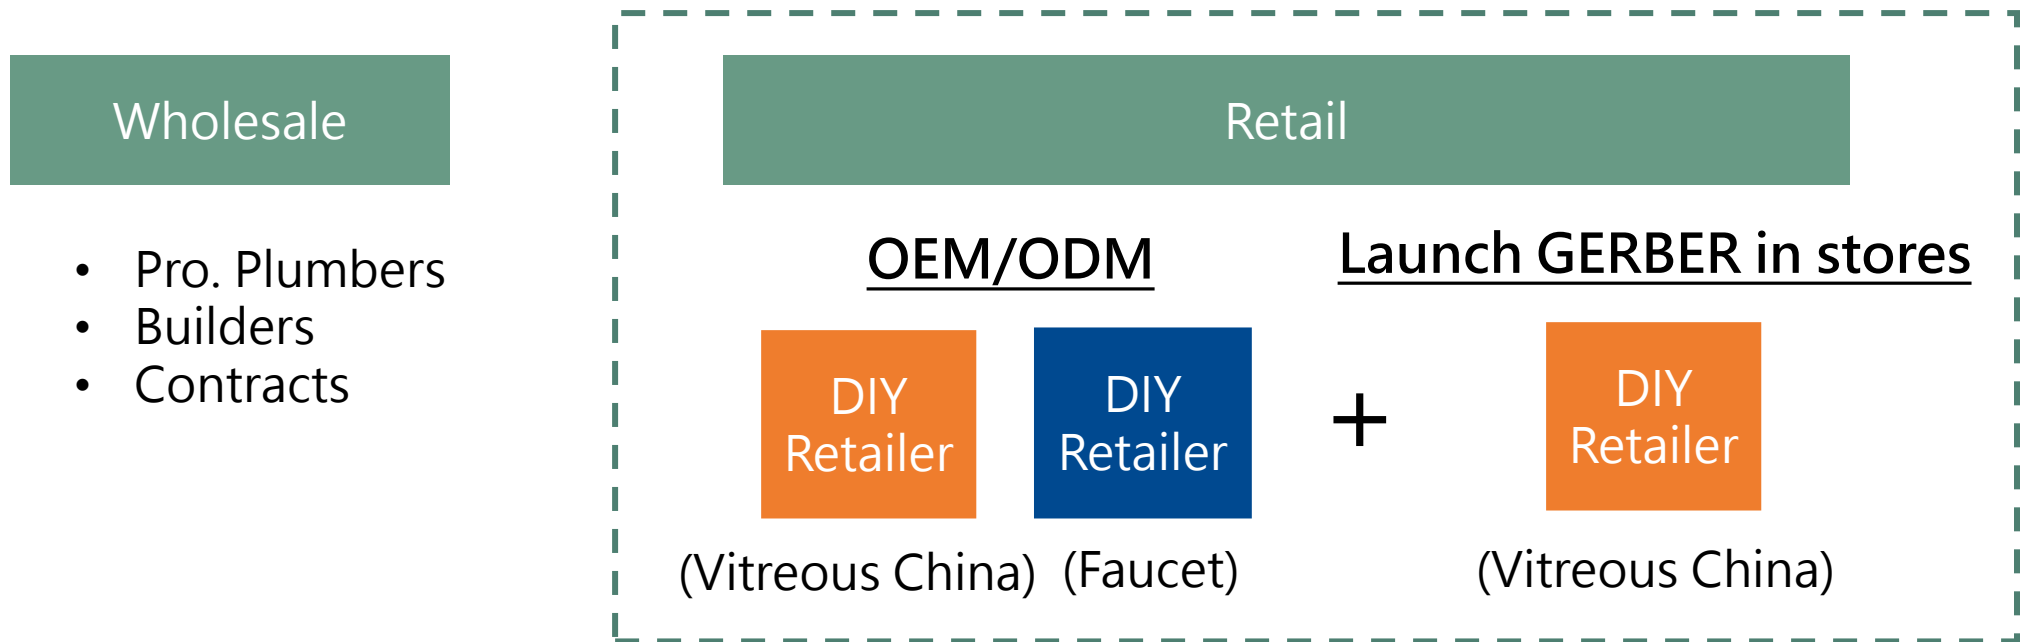 Wholesale
• Pro. Plumbers
• Builders
• Contracts
Retail
OEM/ODM
DIY
Retailer
(Vitreous China)
DIY
Retailer
(Faucet)
+
Launch GERBER in stores
DIY
Retailer
(Vitreous China)